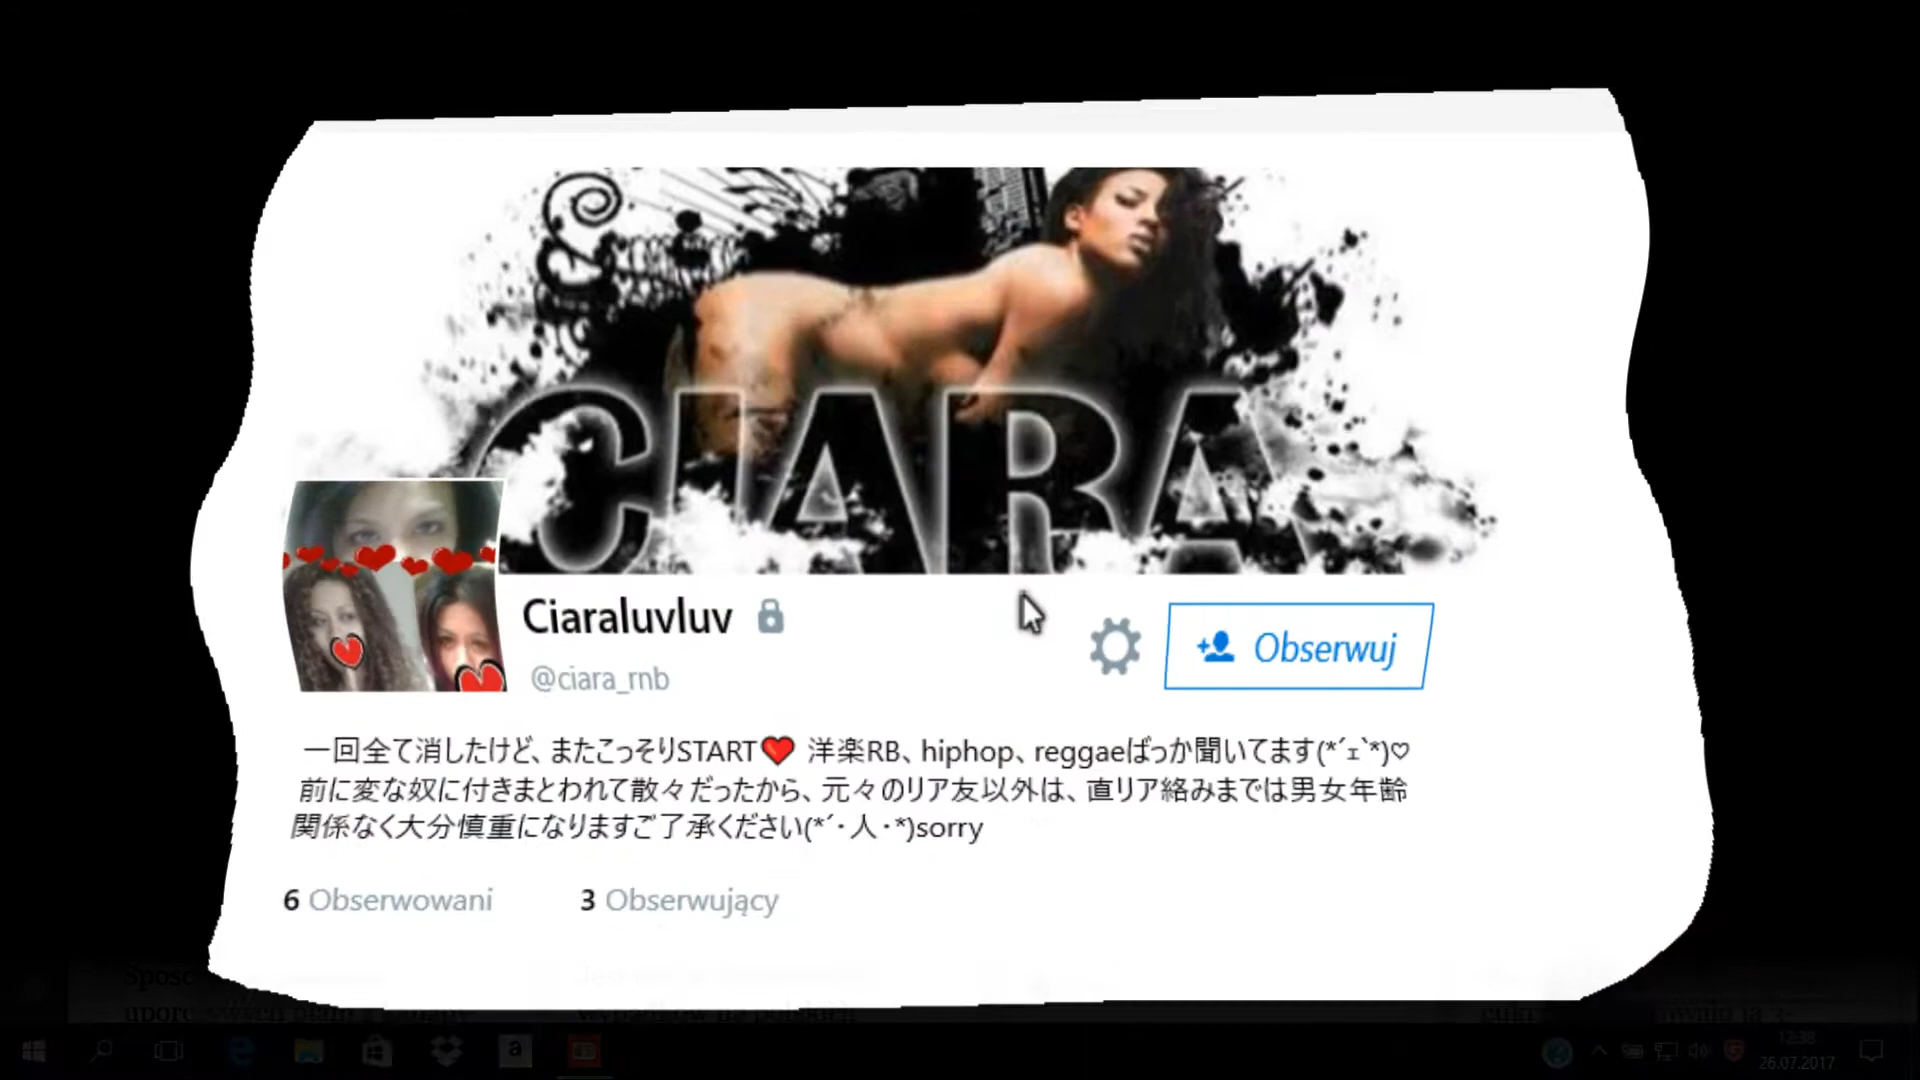 CIARA
Ciaraluvluv
@ciara_rnb
Obserwuj
一回全て消したけど、またこっそりSTART❤️ 洋楽RB、hiphop、reggaeばっか聞いてます(*´ェ`*)♡
前に変な奴に付きまとわれて散々だったから、元々のリア友以外は、直リア絡みまでは男女年齢
関係なく大分慎重になりますご了承ください(*´・人・*)sorry
6 Obserwowani 3 Obserwujący
12:38
26.07.2017